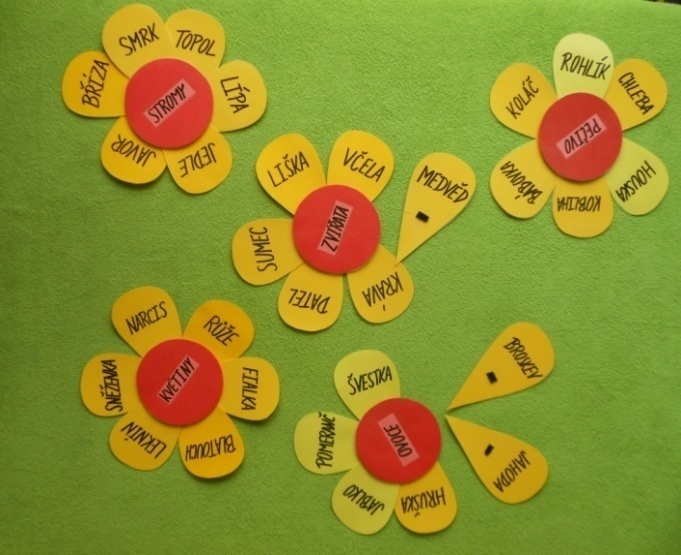 STROMY
SMRK
TOPOL
LÍPA
JEDLE
JAVOR
BŘÍZA
PEČIVO
ROHLÍK
CHLEBA
HOUSKA
KOBLIHA
BÁBOVKA
KOLÁČ
ZVÍŘATA
LIŠKA
VČELA
MEDVĚĎ
KRÁVA
DATEL
SUMEC
KVĚTINY
NARCIS
RŮŽE
FIALKA
BLATOUCH
LEKNÍN
SNĚŽENKA
OVOCE
ŠVESTKA
BROSKEV
JAHODA
HRUŠKA
JABLKO
POMERANČ